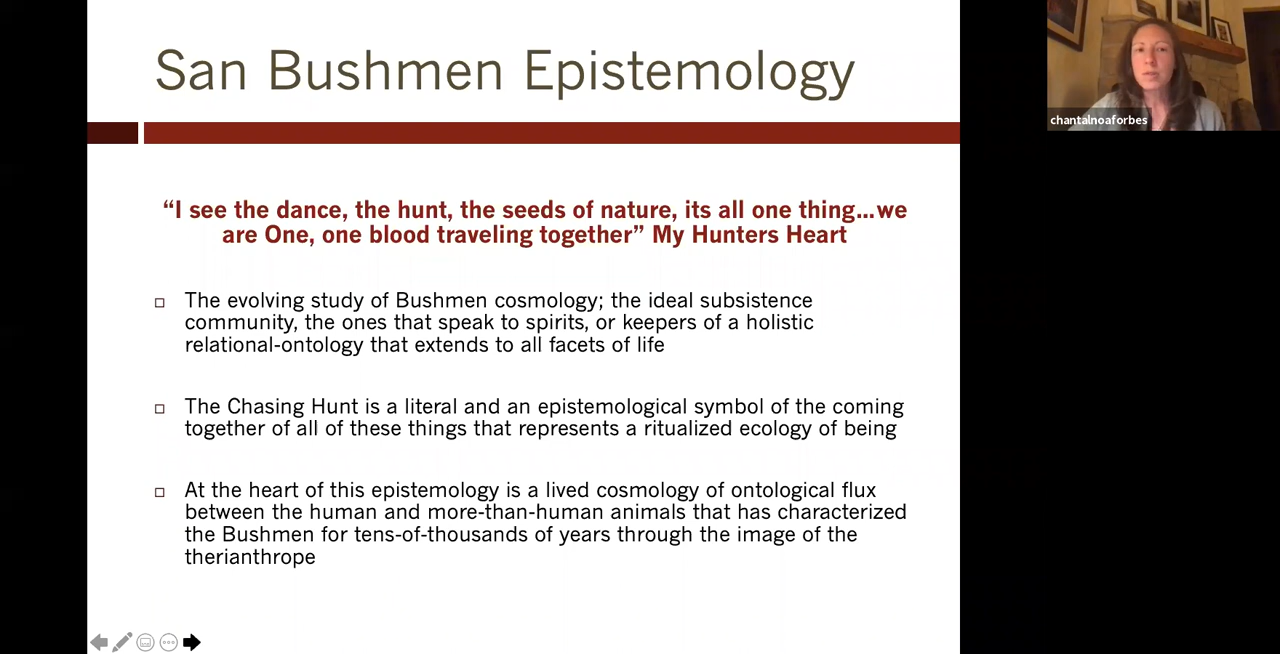 San Bushmen Epistemology
“I see the dance, the hunt, the seeds of nature, its all one thing...we
are One, one blood traveling together” My Hunters Heart
The evolving study of Bushmen cosmology; the ideal subsistence
community, the ones that speak to spirits, or keepers of a holistic
relational-ontology that extends to all facets of life
The Chasing Hunt is a literal and an epistemological symbol of the coming
together of all of these things that represents a ritualized ecology of being
At the heart of this epistemology is a lived cosmology of ontological flux
between the human and more-than-human animals that has characterized
the Bushmen for tens-of-thousands of years through the image of the
therianthrope
chantalnoaforbes